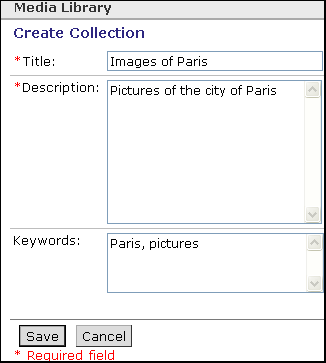 Media Library
Create Collection
*Title: Images of Paris
*Description: Pictures of the city of Paris
Keywords: Paris, pictures
Save Cancel
* Required field